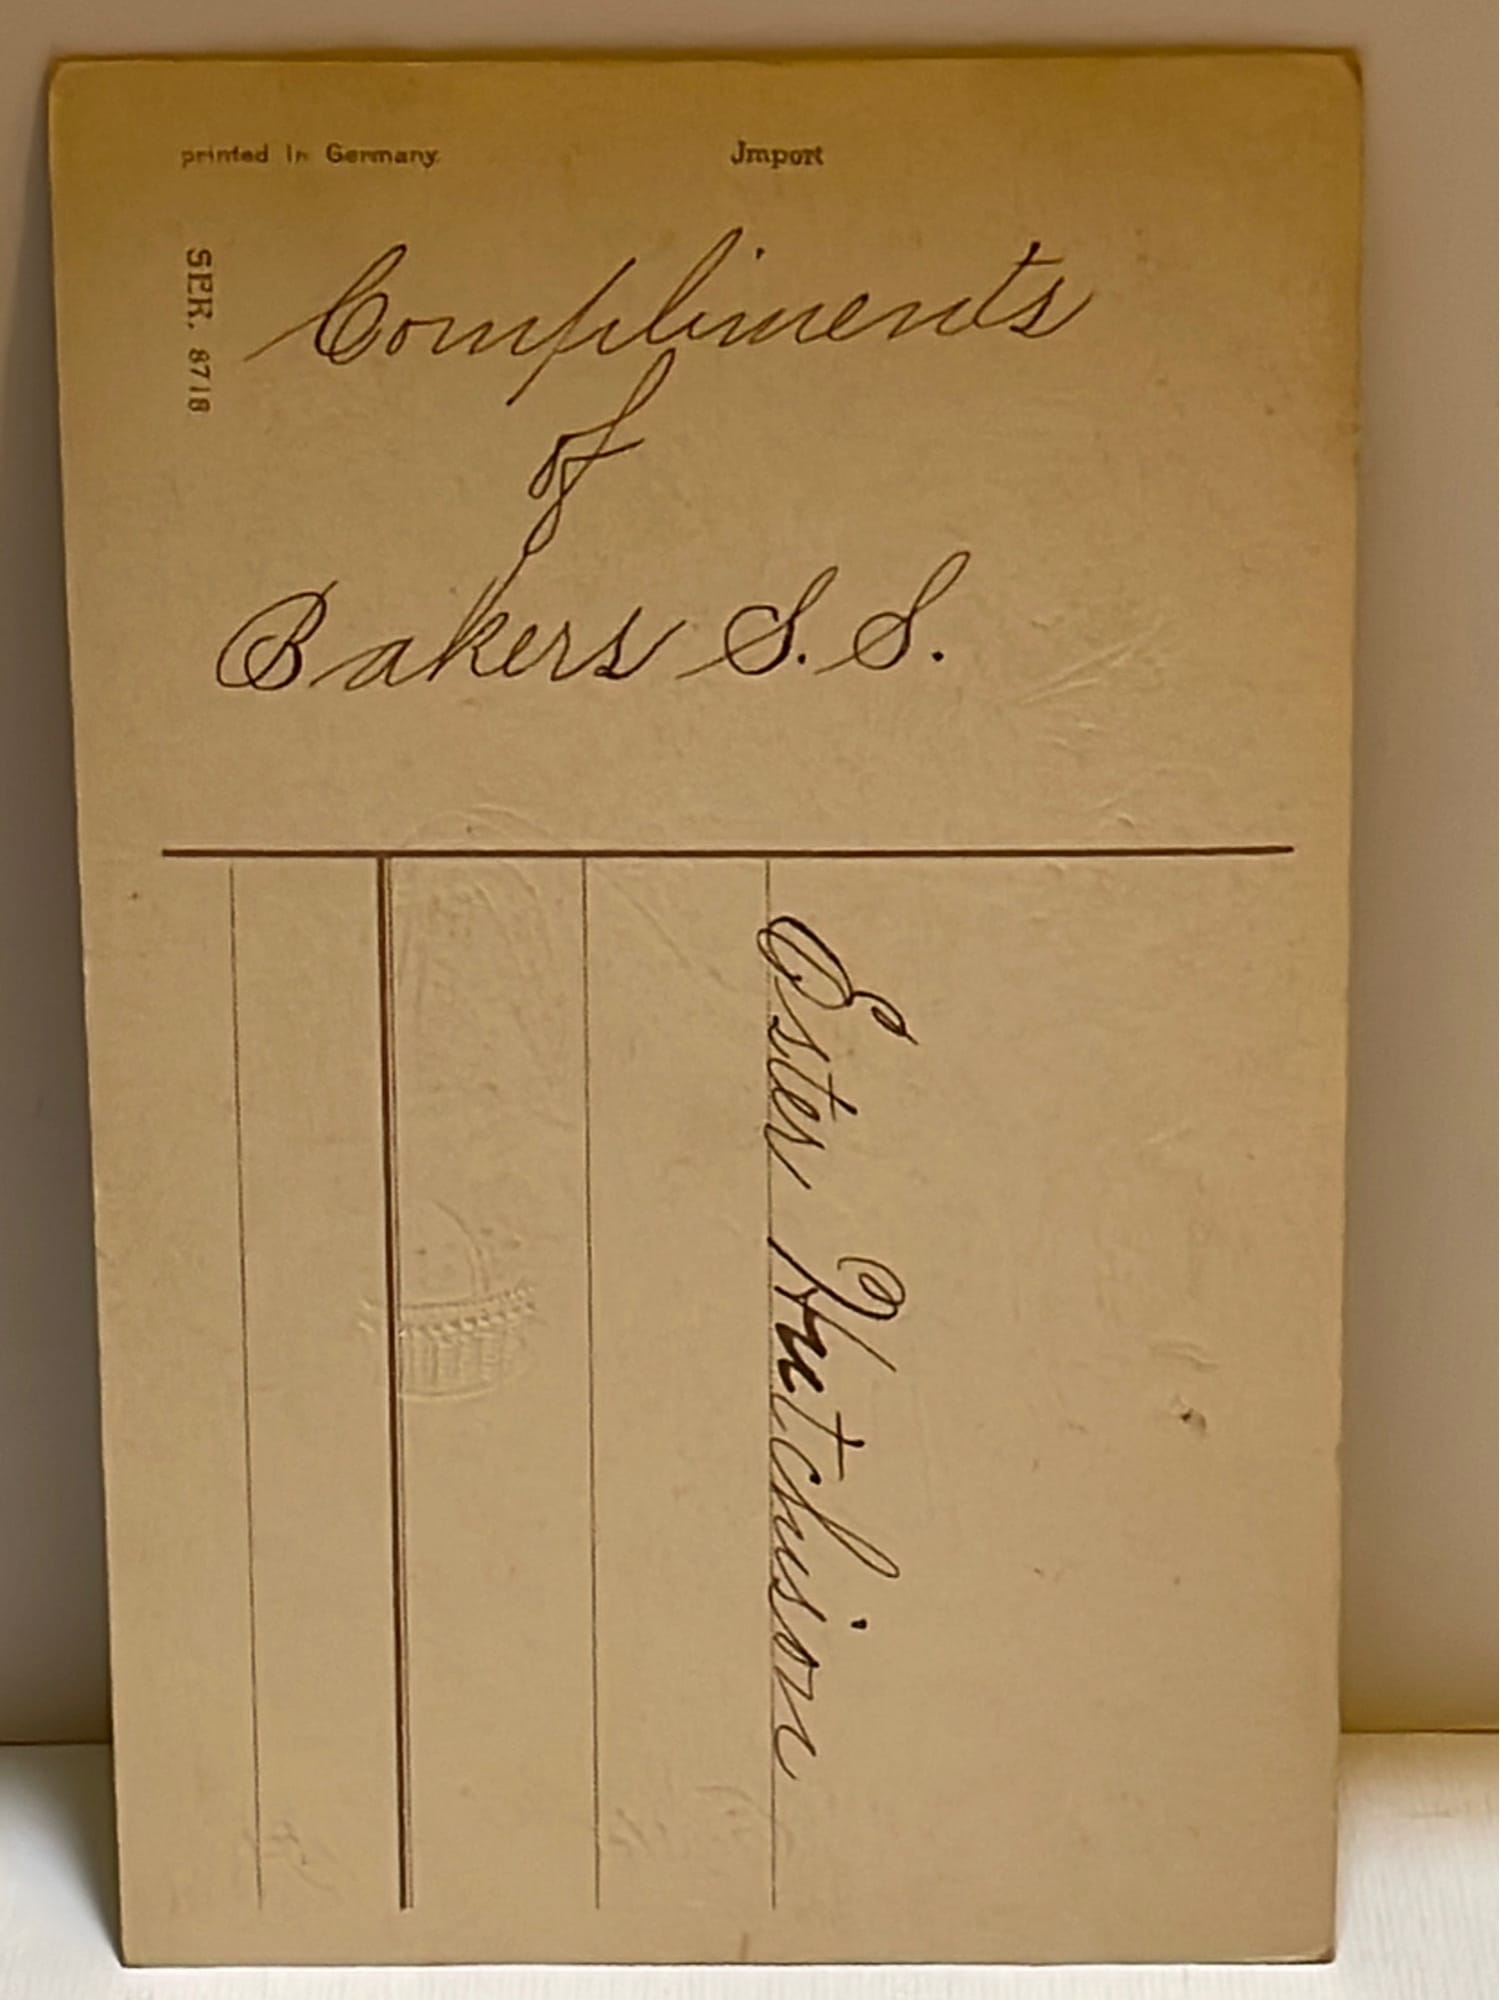 printed in Germany
Jmport
SER. 8718
Compliments
of
Bakers S. S.
Ester Hutchison